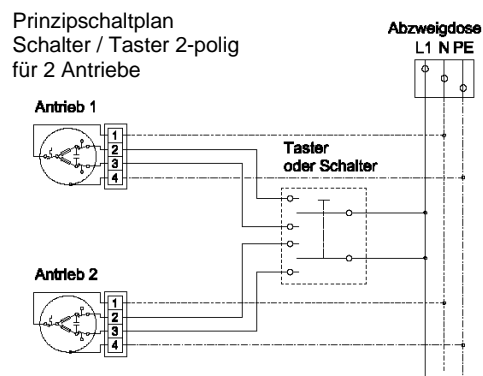 Prinzipschaltplan
Schalter / Taster 2-polig
für 2 Antriebe
Abzweigdose
L1 N PE
Antrieb 1
1
2
3
4
Taster
oder Schalter
Antrieb 2
1
2
3
4